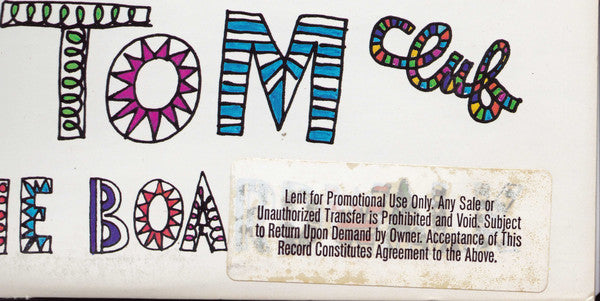 TOM Club
HE BOA
Lent for Promotional Use Only. Any Sale or
Unauthorized Transfer is Prohibited and Void. Subject
to Return Upon Demand by Owner. Acceptance of This
Record Constitutes Agreement to the Above.